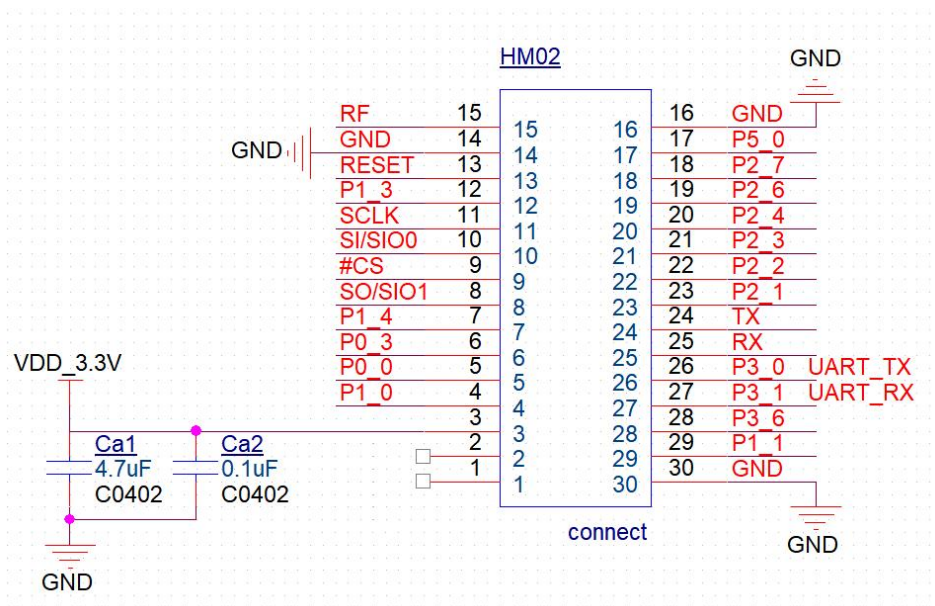 HM02
GND
RF 15 15 16 16 GND
GND GND 14 14 17 17 P5_0
RESET 13 13 18 18 P2_7
P1_3 12 12 19 19 P2_6
SCLK 11 11 20 20 P2_4
SI/SIO0 10 10 21 21 P2_3
#CS 9 9 22 22 P2_2
SO/SIO1 8 8 23 23 P2_1
P1_4 7 7 24 24 TX
P0_3 6 6 25 25 RX
VDD_3.3V
P0_0 5 5 26 26 P3_0 UART_TX
P1_0 4 4 27 27 P3_1 UART_RX
3 3 28 28 P3_6
2 2 29 29 P1_1
1 1 30 30 GND
Ca1 Ca2
4.7uF 0.1uF
C0402 C0402
connect
GND
GND